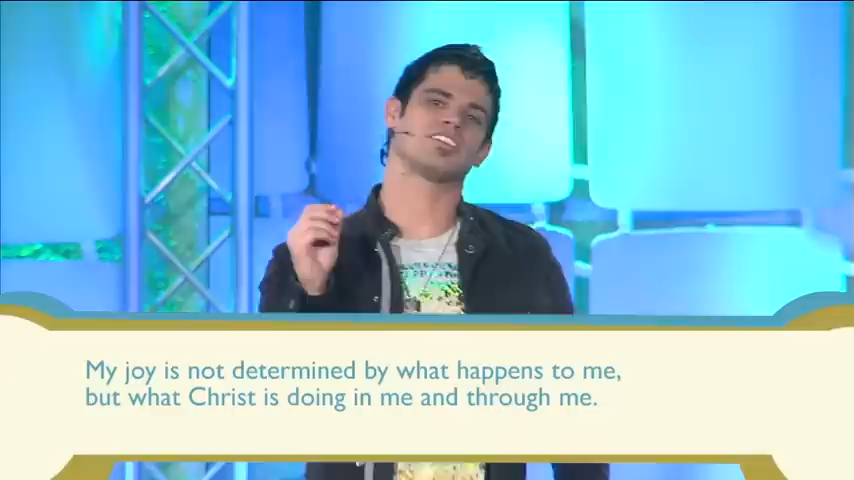 My joy is not determined by what happens to me,
but what Christ is doing in me and through me.